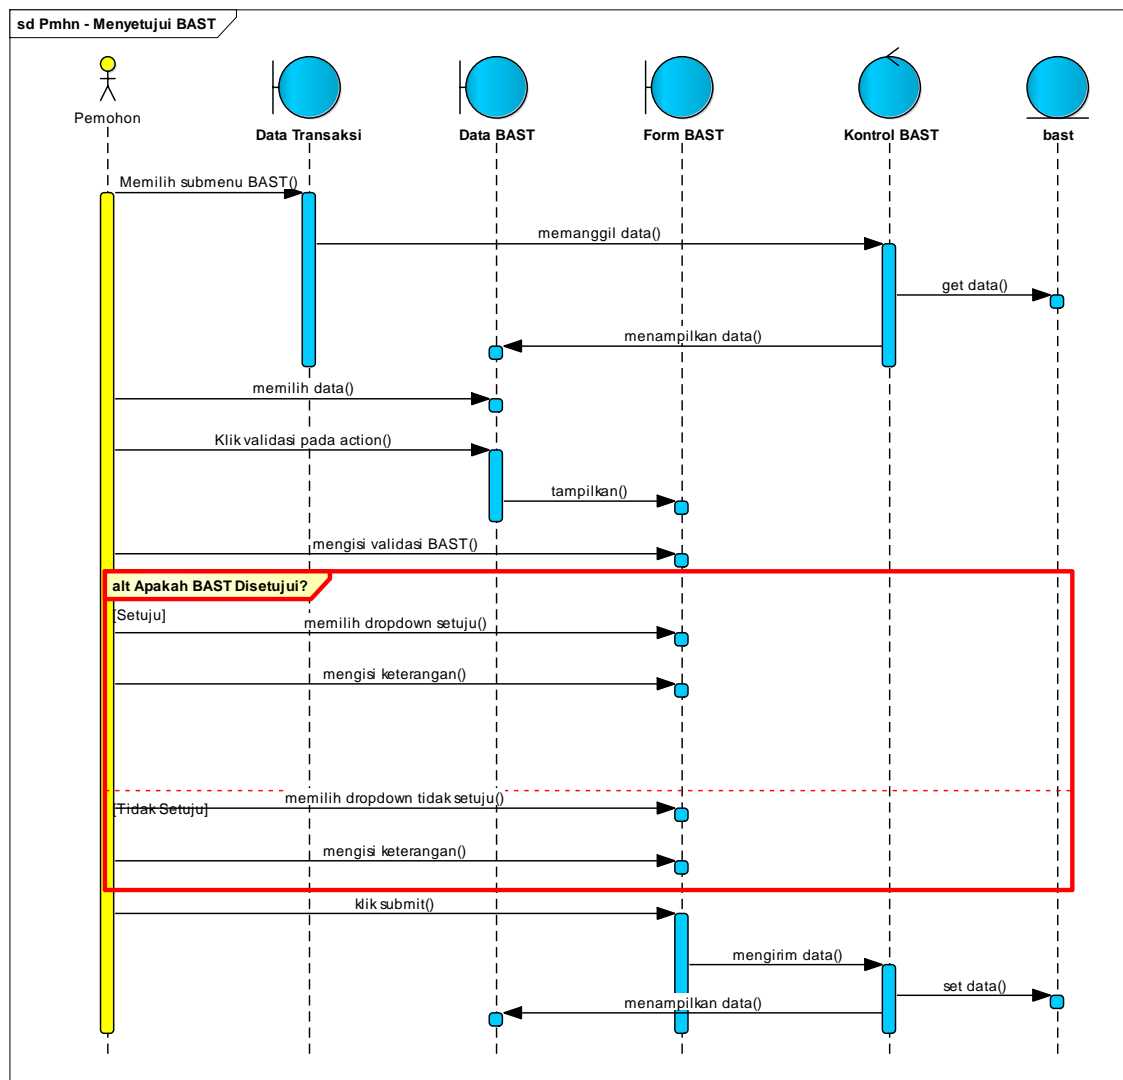 sd Pmhn - Menyetujui BAST
Pemohon
Data Transaksi
Data BAST
Form BAST
Kontrol BAST
bast
Memilih submenu BAST()
memanggil data()
get data()
menampilkan data()
memilih data()
Klik validasi pada action()
tampilkan()
mengisi validasi BAST()
alt Apakah BAST Disetujui?
[Setuju]
memilih dropdown setuju()
mengisi keterangan()
memilih dropdown tidak setuju()
[Tidak Setuju]
mengisi keterangan()
klik submit()
mengirim data()
set data()
menampilkan data()